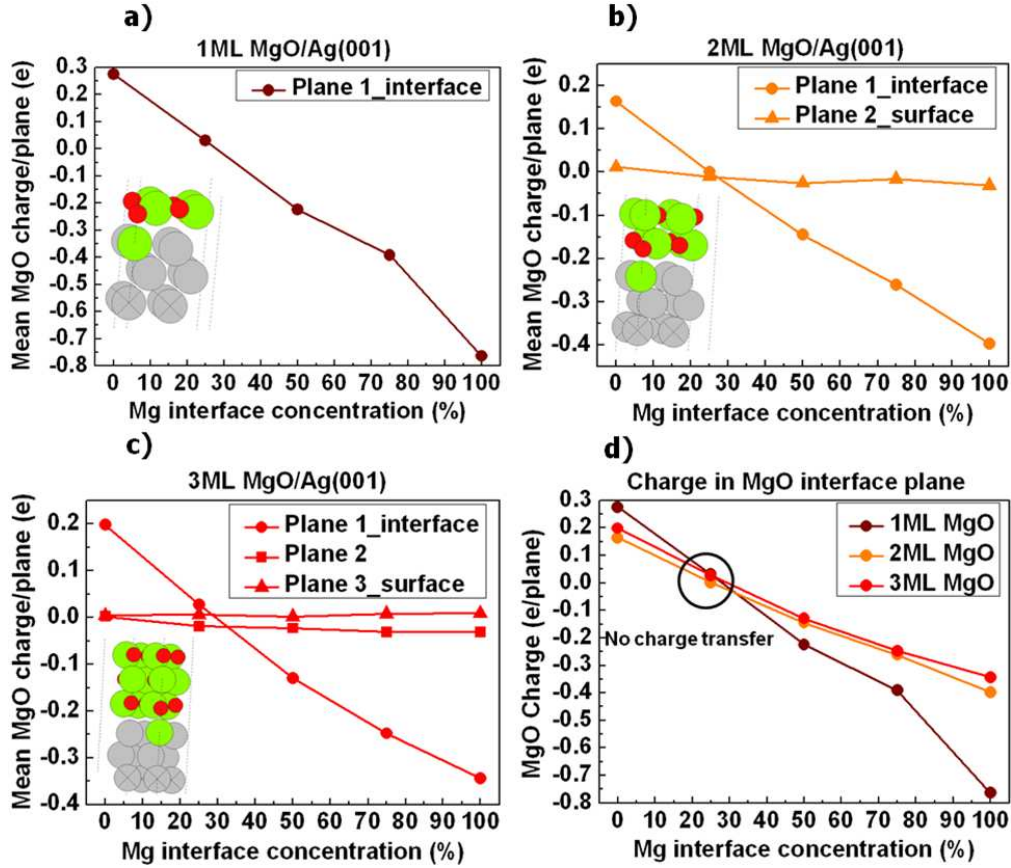 a)
1ML MgO/Ag(001)
Mean MgO charge/plane (e)
0.3
0.2
0.1
0.0
-0.1
-0.2
-0.3
-0.4
-0.5
-0.6
-0.7
-0.8
Plane 1_interface
0 10 20 30 40 50 60 70 80 90 100
Mg interface concentration (%)
b)
2ML MgO/Ag(001)
Mean MgO charge/plane (e)
0.2
0.1
0.0
-0.1
-0.2
-0.3
-0.4
Plane 1_interface
Plane 2_surface
0 10 20 30 40 50 60 70 80 90 100
Mg interface concentration (%)
c)
3ML MgO/Ag(001)
Mean MgO charge/plane (e)
0.2
0.1
0.0
-0.1
-0.2
-0.3
-0.4
Plane 1_interface
Plane 2
Plane 3_surface
0 10 20 30 40 50 60 70 80 90 100
Mg interface concentration (%)
d)
Charge in MgO interface plane
MgO Charge (e/plane)
0.3
0.2
0.1
0.0
-0.1
-0.2
-0.3
-0.4
-0.5
-0.6
-0.7
-0.8
1ML MgO
2ML MgO
3ML MgO
No charge transfer
0 10 20 30 40 50 60 70 80 90 100
Mg interface concentration (%)